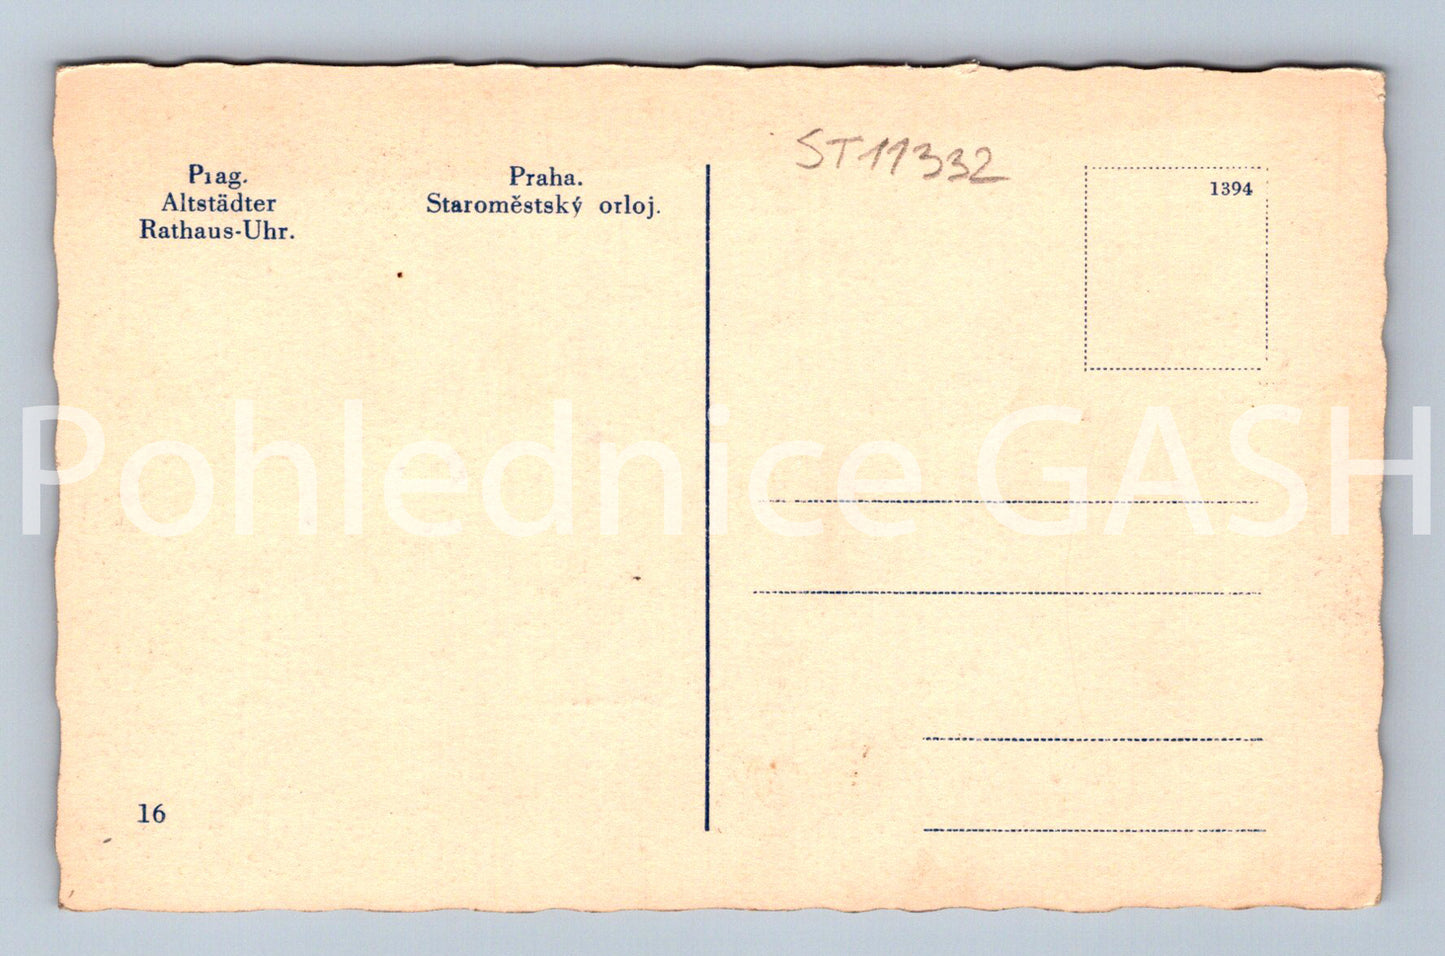 Prag.
Altstädter
Rathaus-Uhr.
Praha.
Staroměstský orloj.
ST11332
1394
Pohlednice GASH
16